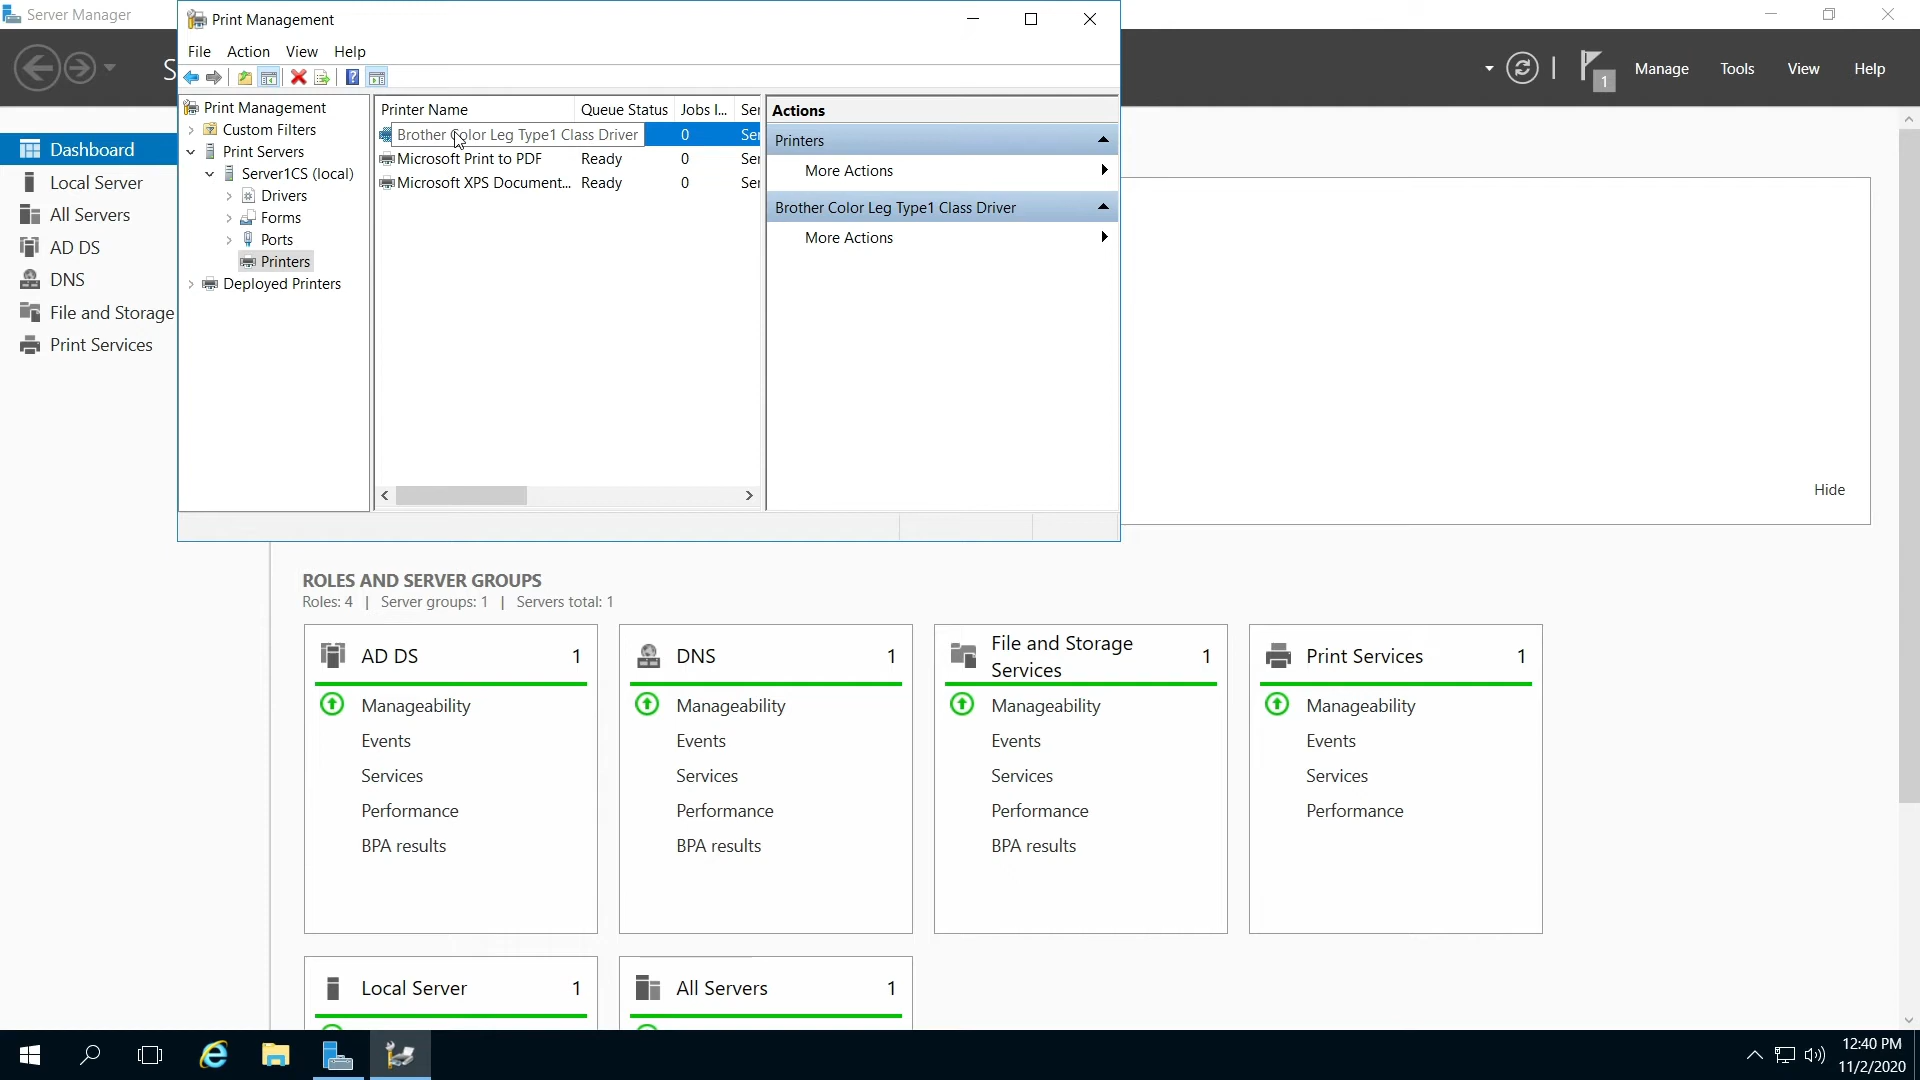 Server Manager
Print Management
File Action View Help
Manage Tools View Help
1
Print Management
Custom Filters
Print Servers
Server1CS (local)
Drivers
Forms
Ports
Printers
Deployed Printers
Printer Name Queue Status Jobs I... Ser
Brother Color Leg Type1 Class Driver 0 Ser
Microsoft Print to PDF Ready 0 Ser
Microsoft XPS Document... Ready 0 Ser
Actions
Printers
More Actions
Brother Color Leg Type1 Class Driver
More Actions
S
Dashboard
Local Server
All Servers
AD DS
DNS
File and Storage
Print Services
Hide
ROLES AND SERVER GROUPS
Roles: 4 | Server groups: 1 | Servers total: 1
AD DS 1
Manageability
Events
Services
Performance
BPA results
DNS 1
Manageability
Events
Services
Performance
BPA results
File and Storage
Services 1
Manageability
Events
Services
Performance
BPA results
Print Services 1
Manageability
Events
Services
Performance
Local Server 1
All Servers 1
12:40 PM
11/2/2020